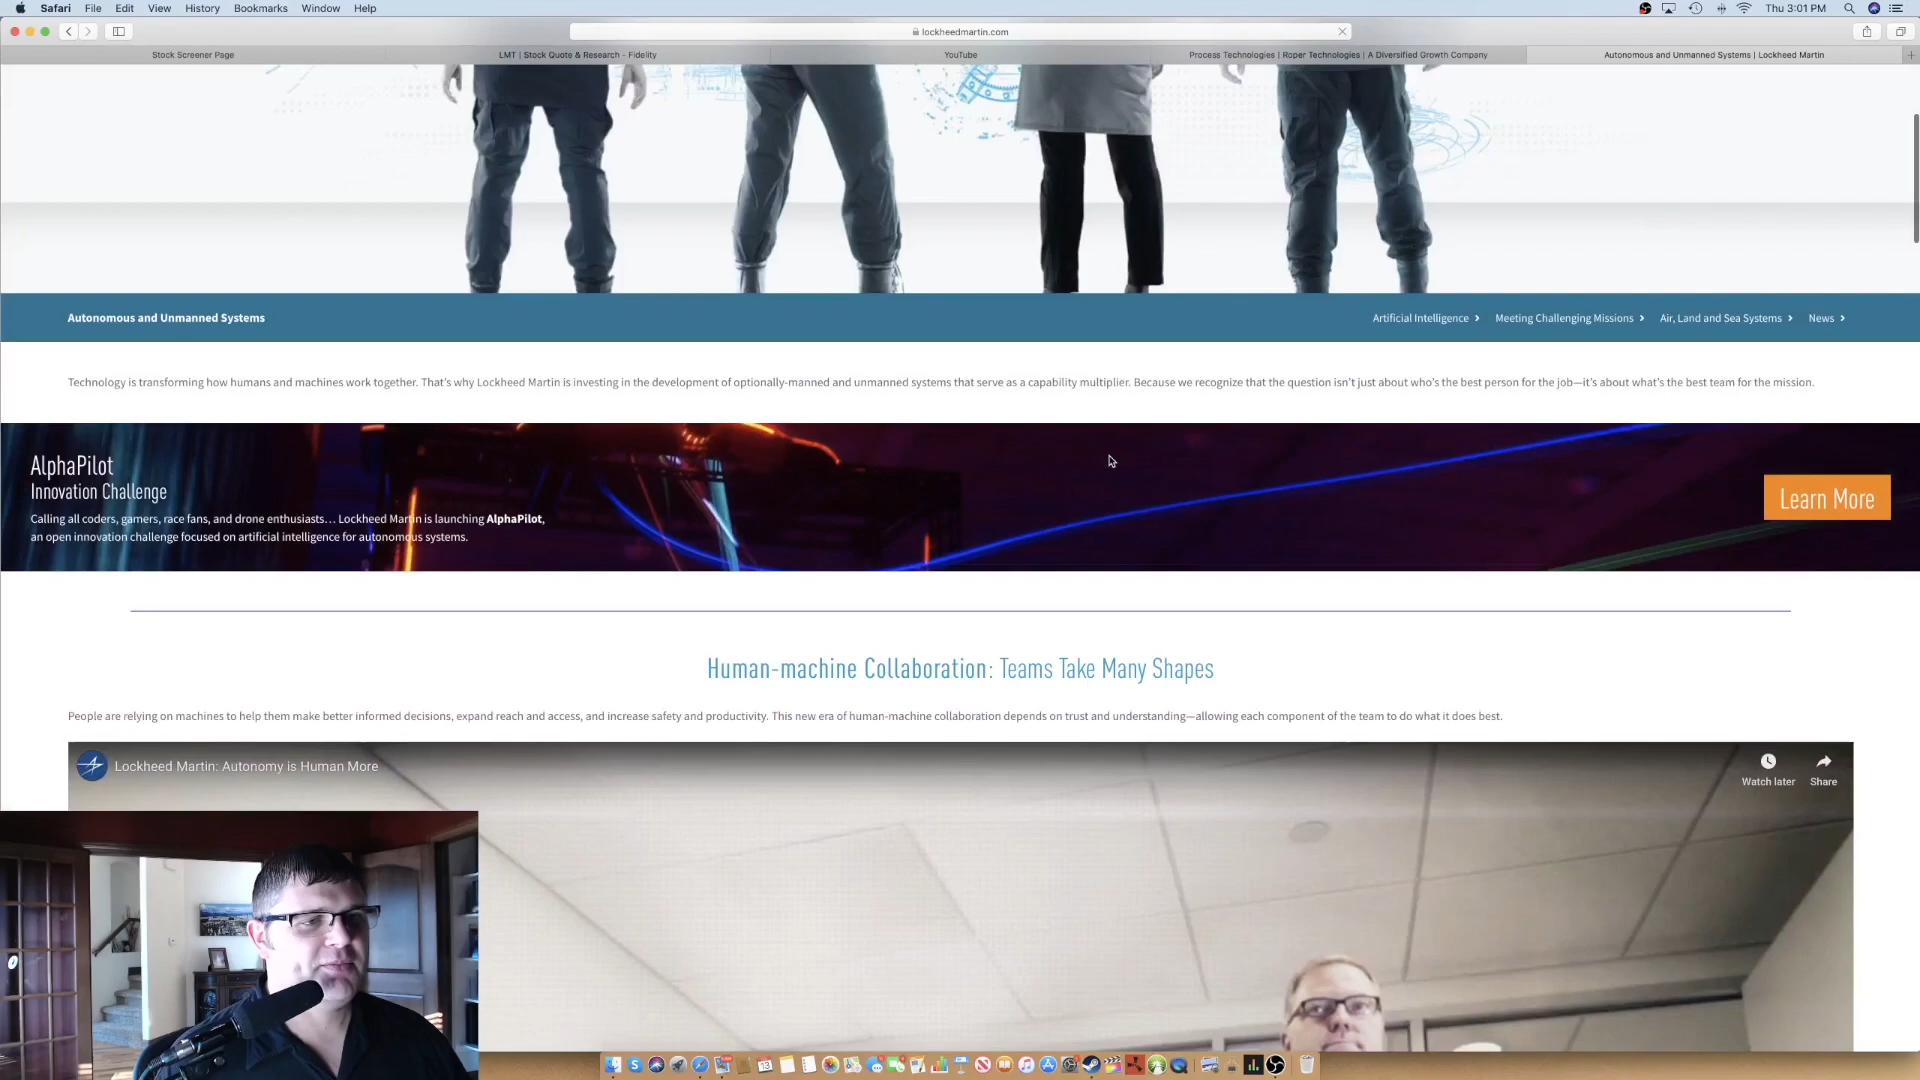 Safari File Edit View History Bookmarks Window Help
Thu 3:01 PM
lockheedmartin.com
Stock Screener Page
LMT | Stock Quote & Research - Fidelity
YouTube
Process Technologies | Roper Technologies | A Diversified Growth Company
Autonomous and Unmanned Systems | Lockheed Martin
Autonomous and Unmanned Systems
Artificial Intelligence
Meeting Challenging Missions
Air, Land and Sea Systems
News
Technology is transforming how humans and machines work together. That's why Lockheed Martin is investing in the development of optionally-manned and unmanned systems that serve as a capability multiplier. Because we recognize that the question isn't just about who's the best person for the job—it's about what's the best team for the mission.
AlphaPilot
Innovation Challenge
Calling all coders, gamers, race fans, and drone enthusiasts... Lockheed Martin is launching AlphaPilot,
an open innovation challenge focused on artificial intelligence for autonomous systems.
Learn More
Human-machine Collaboration: Teams Take Many Shapes
People are relying on machines to help them make better informed decisions, expand reach and access, and increase safety and productivity. This new era of human-machine collaboration depends on trust and understanding—allowing each component of the team to do what it does best.
Lockheed Martin: Autonomy is Human More
Watch later
Share
13